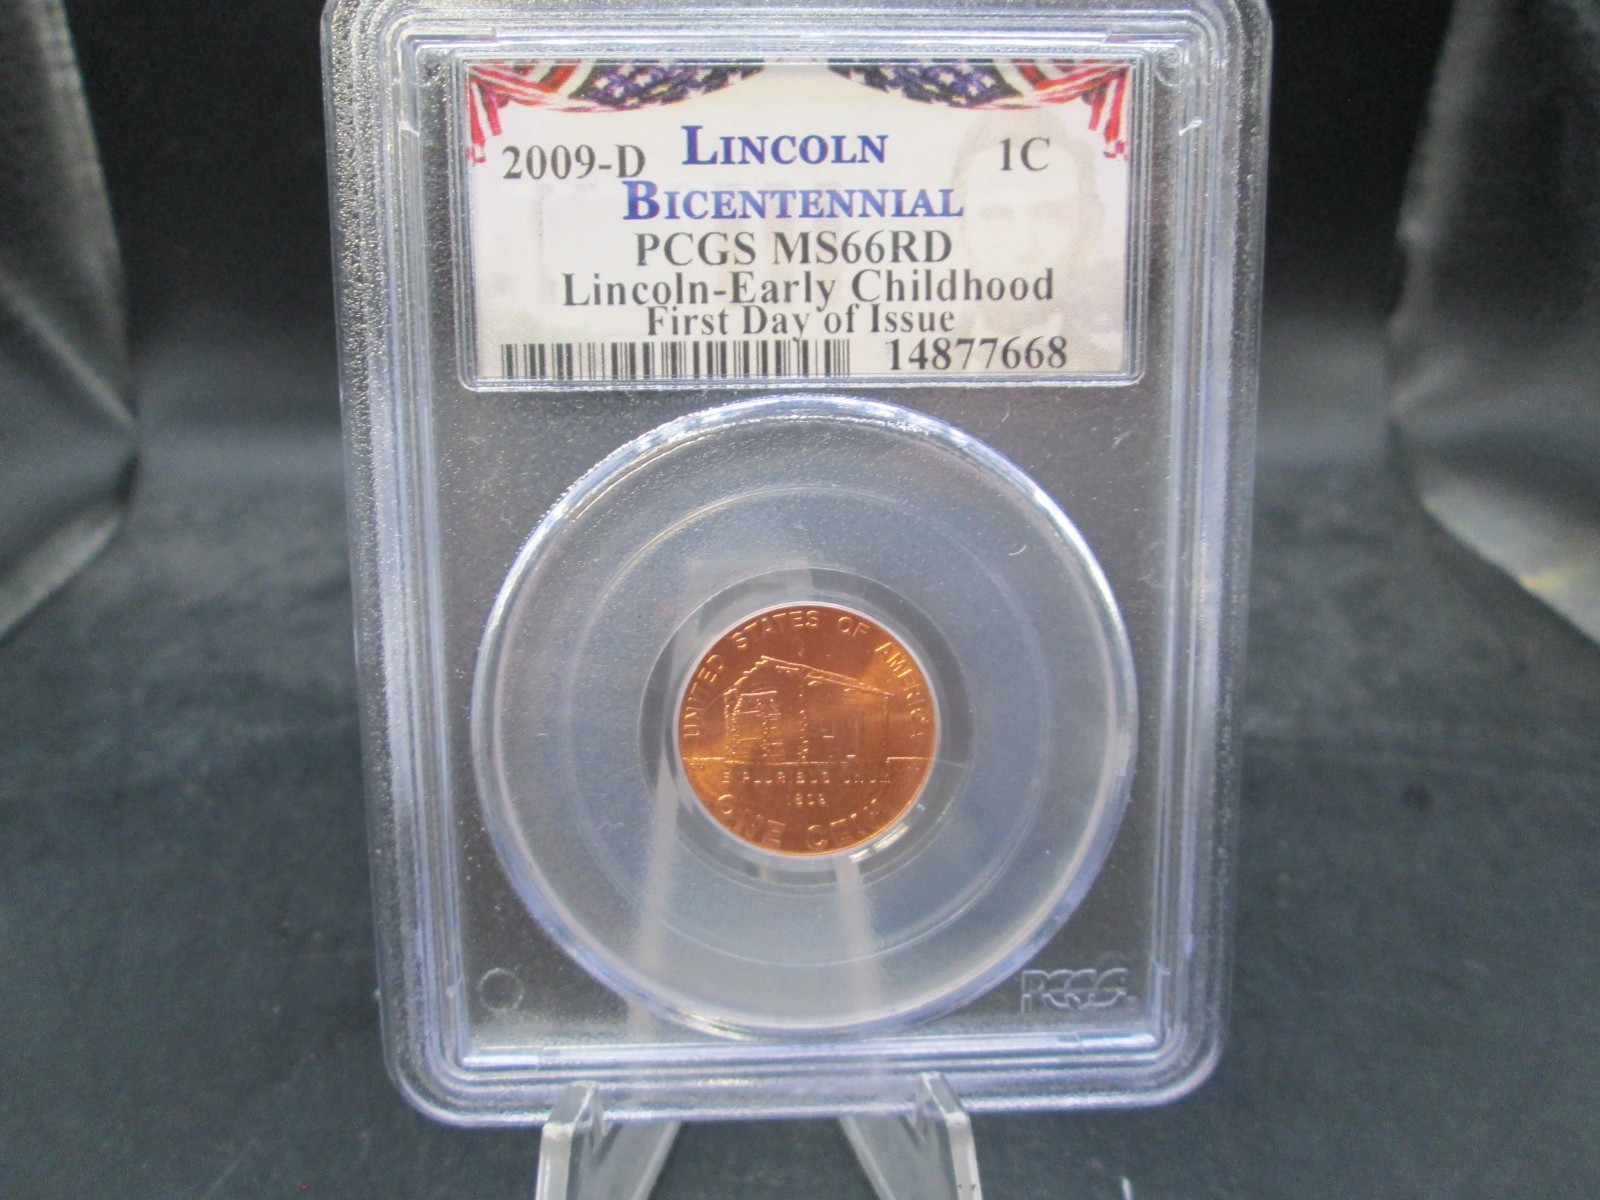 2009-D LINCOLN 1C
BICENTENNIAL
PCGS MS66RD
Lincoln-Early Childhood
First Day of Issue
14877668
UNITED STATES OF AMERICA
E PLURIBUS UNUM
1809
ONE CENT
PCGS